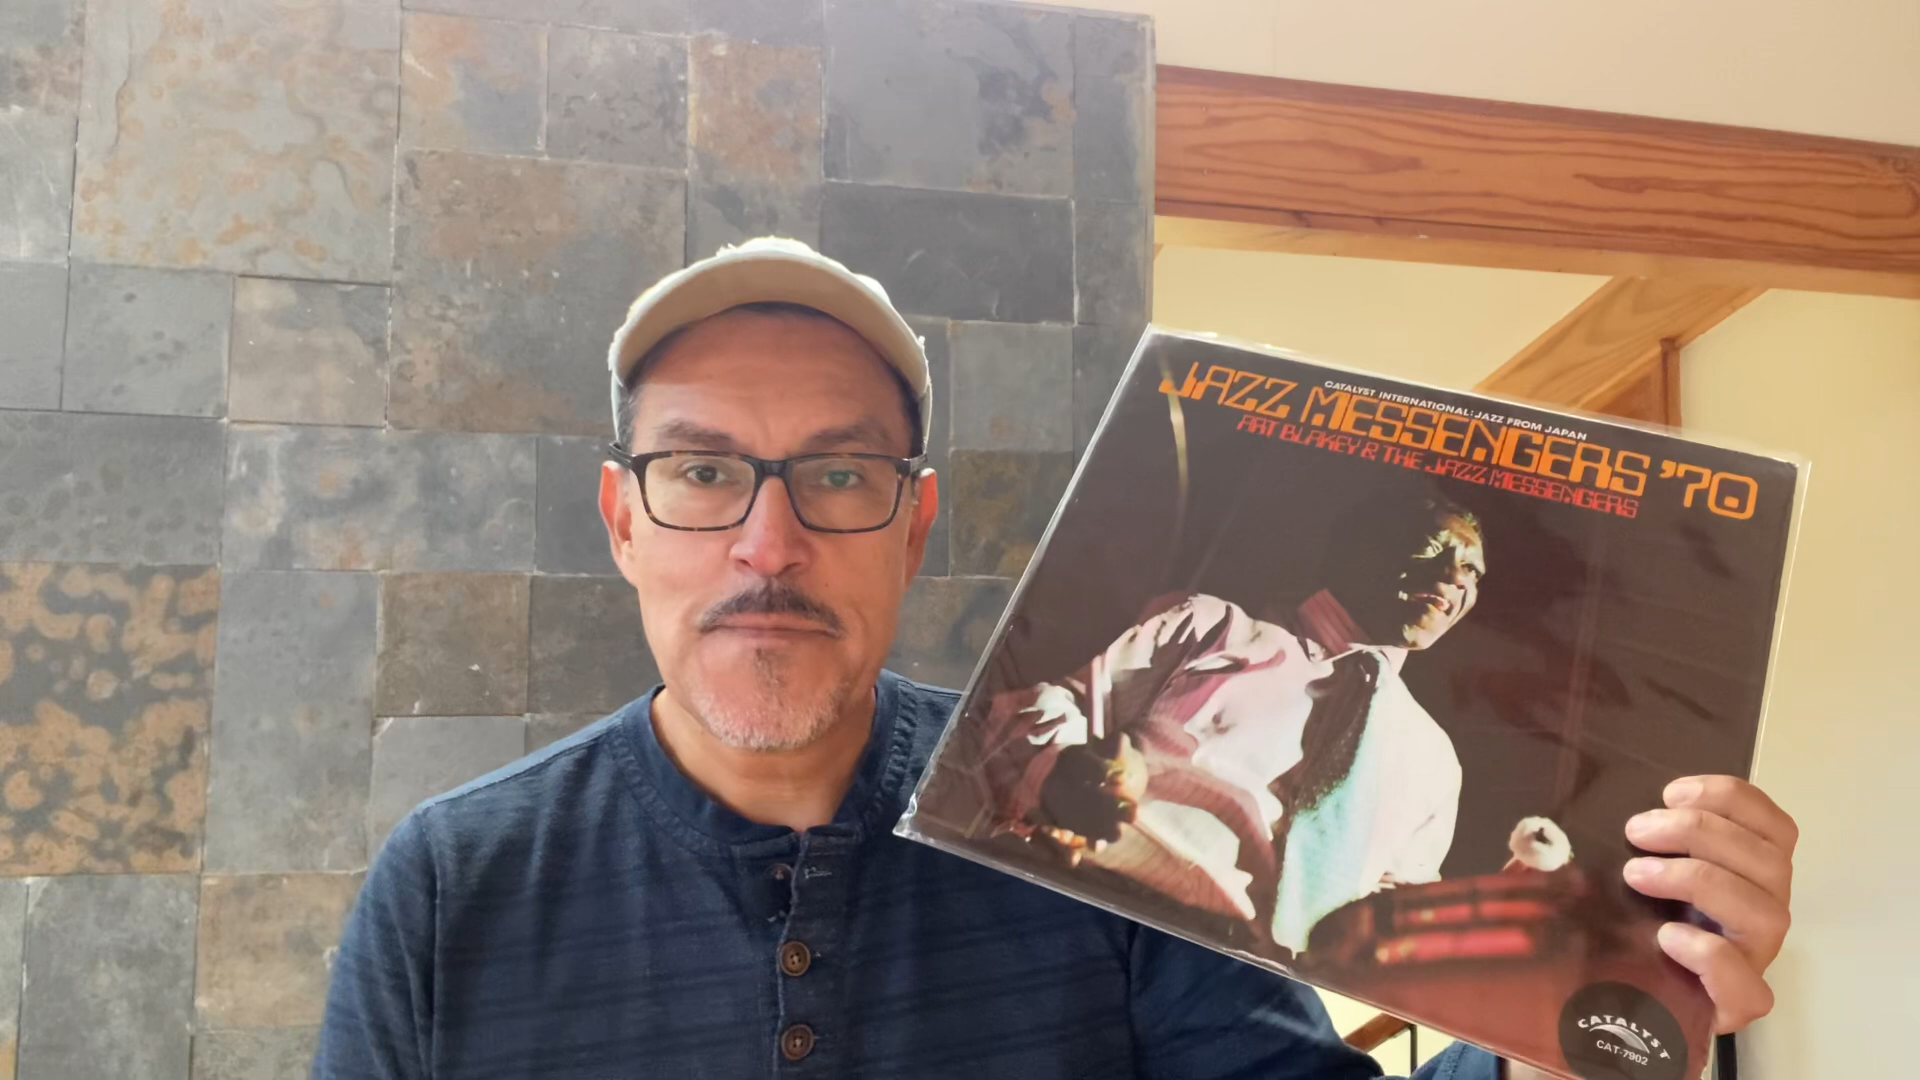 CATALYST INTERNATIONAL: JAZZ FROM JAPAN
JAZZ MESSENGERS '70
ART BLAKEY & THE JAZZ MESSENGERS
CATALYST
CAT-7902